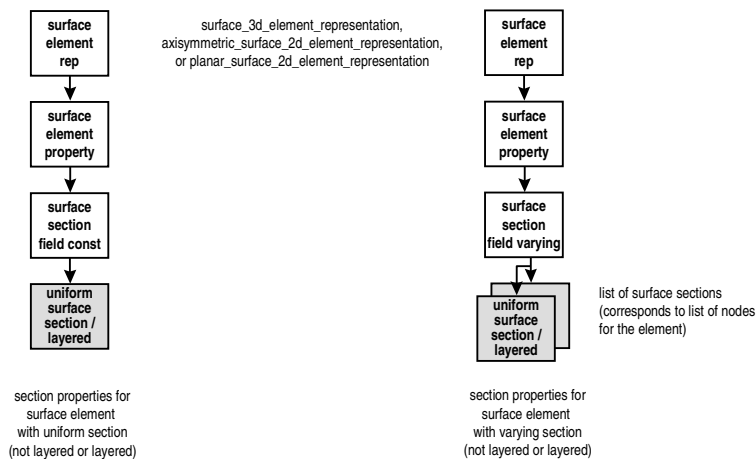 surface
element
rep
surface_3d_element_representation,
axisymmetric_surface_2d_element_representation,
or planar_surface_2d_element_representation
surface
element
rep
surface
element
property
surface
element
property
surface
section
field const
surface
section
field varying
uniform
surface
section /
layered
uniform
surface
section /
layered
list of surface sections
(corresponds to list of nodes
for the element)
section properties for
surface element
with uniform section
(not layered or layered)
section properties for
surface element
with varying section
(not layered or layered)